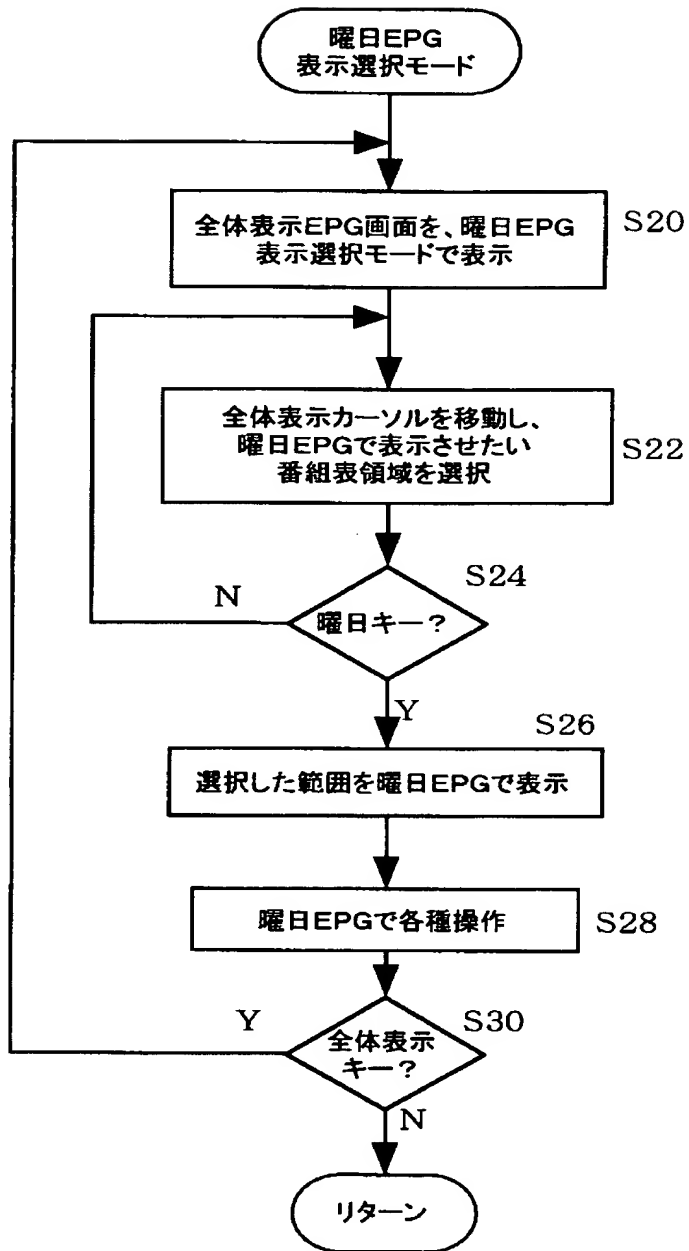 曜日EPG
表示選択モード
全体表示EPG画面を、曜日EPG
表示選択モードで表示
S20
全体表示カーソルを移動し、
曜日EPGで表示させたい
番組表領域を選択
S22
S24
N
曜日キー？
Y
S26
選択した範囲を曜日EPGで表示
曜日EPGで各種操作
S28
Y
S30
全体表示
キー？
N
リターン